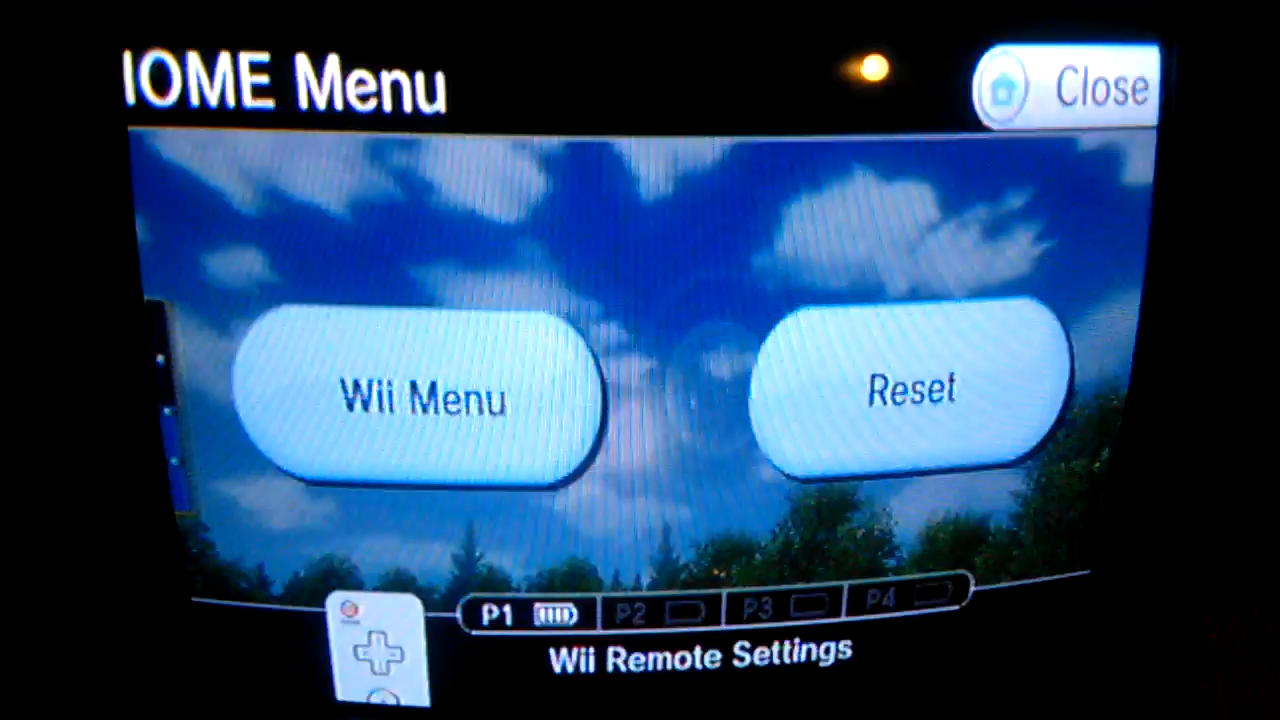 IOME Menu
Close
Wii Menu
Reset
P1 P2 P3 P4
Wii Remote Settings